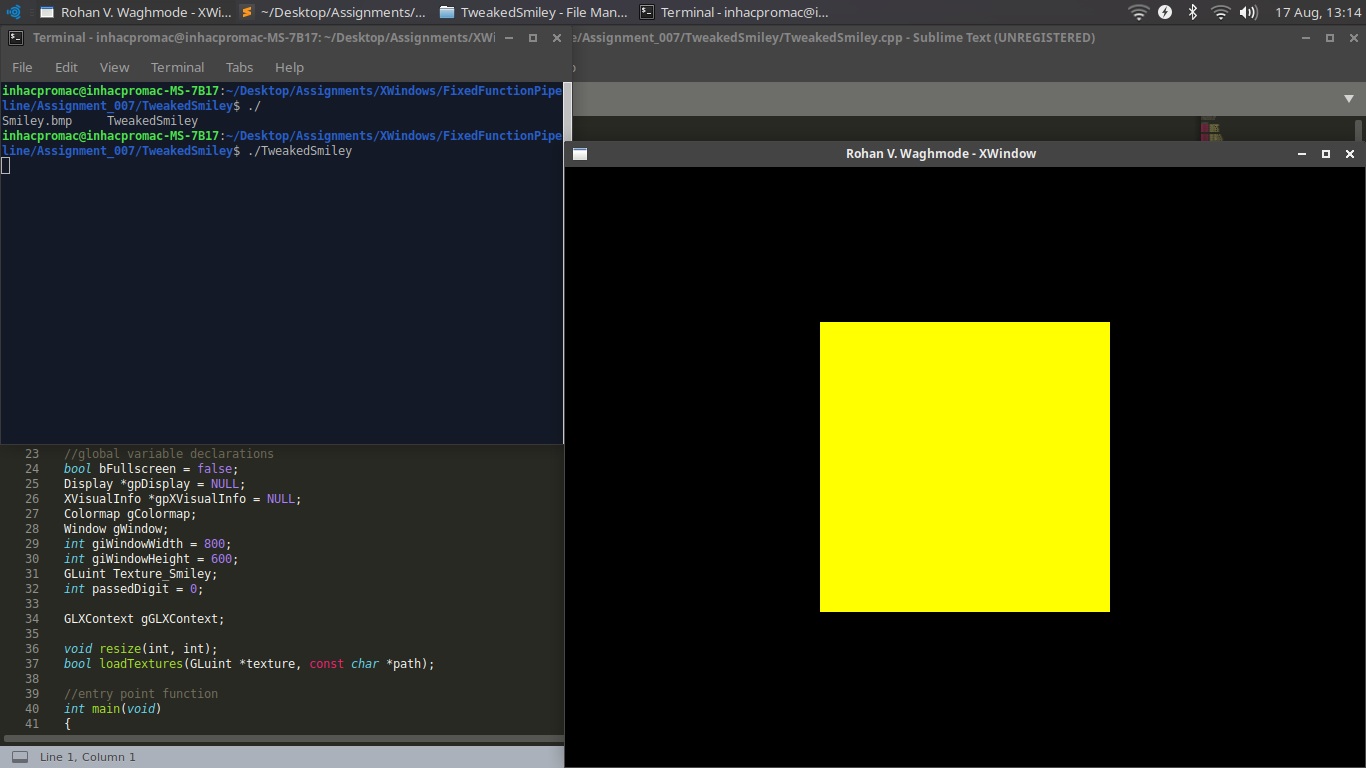 Rohan V. Waghmode - XWi...
~/Desktop/Assignments/...
TweakedSmiley - File Man...
Terminal - inhacpromac@i...
17 Aug, 13:14
Terminal - inhacpromac@inhacpromac-MS-7B17: ~/Desktop/Assignments/XWi
e/Assignment_007/TweakedSmiley/TweakedSmiley.cpp - Sublime Text (UNREGISTERED)
File Edit View Terminal Tabs Help
inhacpromac@inhacpromac-MS-7B17:~/Desktop/Assignments/XWindows/FixedFunctionPipe
line/Assignment_007/TweakedSmiley$ ./
Smiley.bmp     TweakedSmiley
inhacpromac@inhacpromac-MS-7B17:~/Desktop/Assignments/XWindows/FixedFunctionPipe
line/Assignment_007/TweakedSmiley$ ./TweakedSmiley
Rohan V. Waghmode - XWindow
23 //global variable declarations
24 bool bFullscreen = false;
25 Display *gpDisplay = NULL;
26 XVisualInfo *gpXVisualInfo = NULL;
27 Colormap gColormap;
28 Window gWindow;
29 int giWindowWidth = 800;
30 int giWindowHeight = 600;
31 GLuint Texture_Smiley;
32 int passedDigit = 0;
33
34 GLXContext gGLXContext;
35
36 void resize(int, int);
37 bool loadTextures(GLuint *texture, const char *path);
38
39 //entry point function
40 int main(void)
41 {
Line 1, Column 1